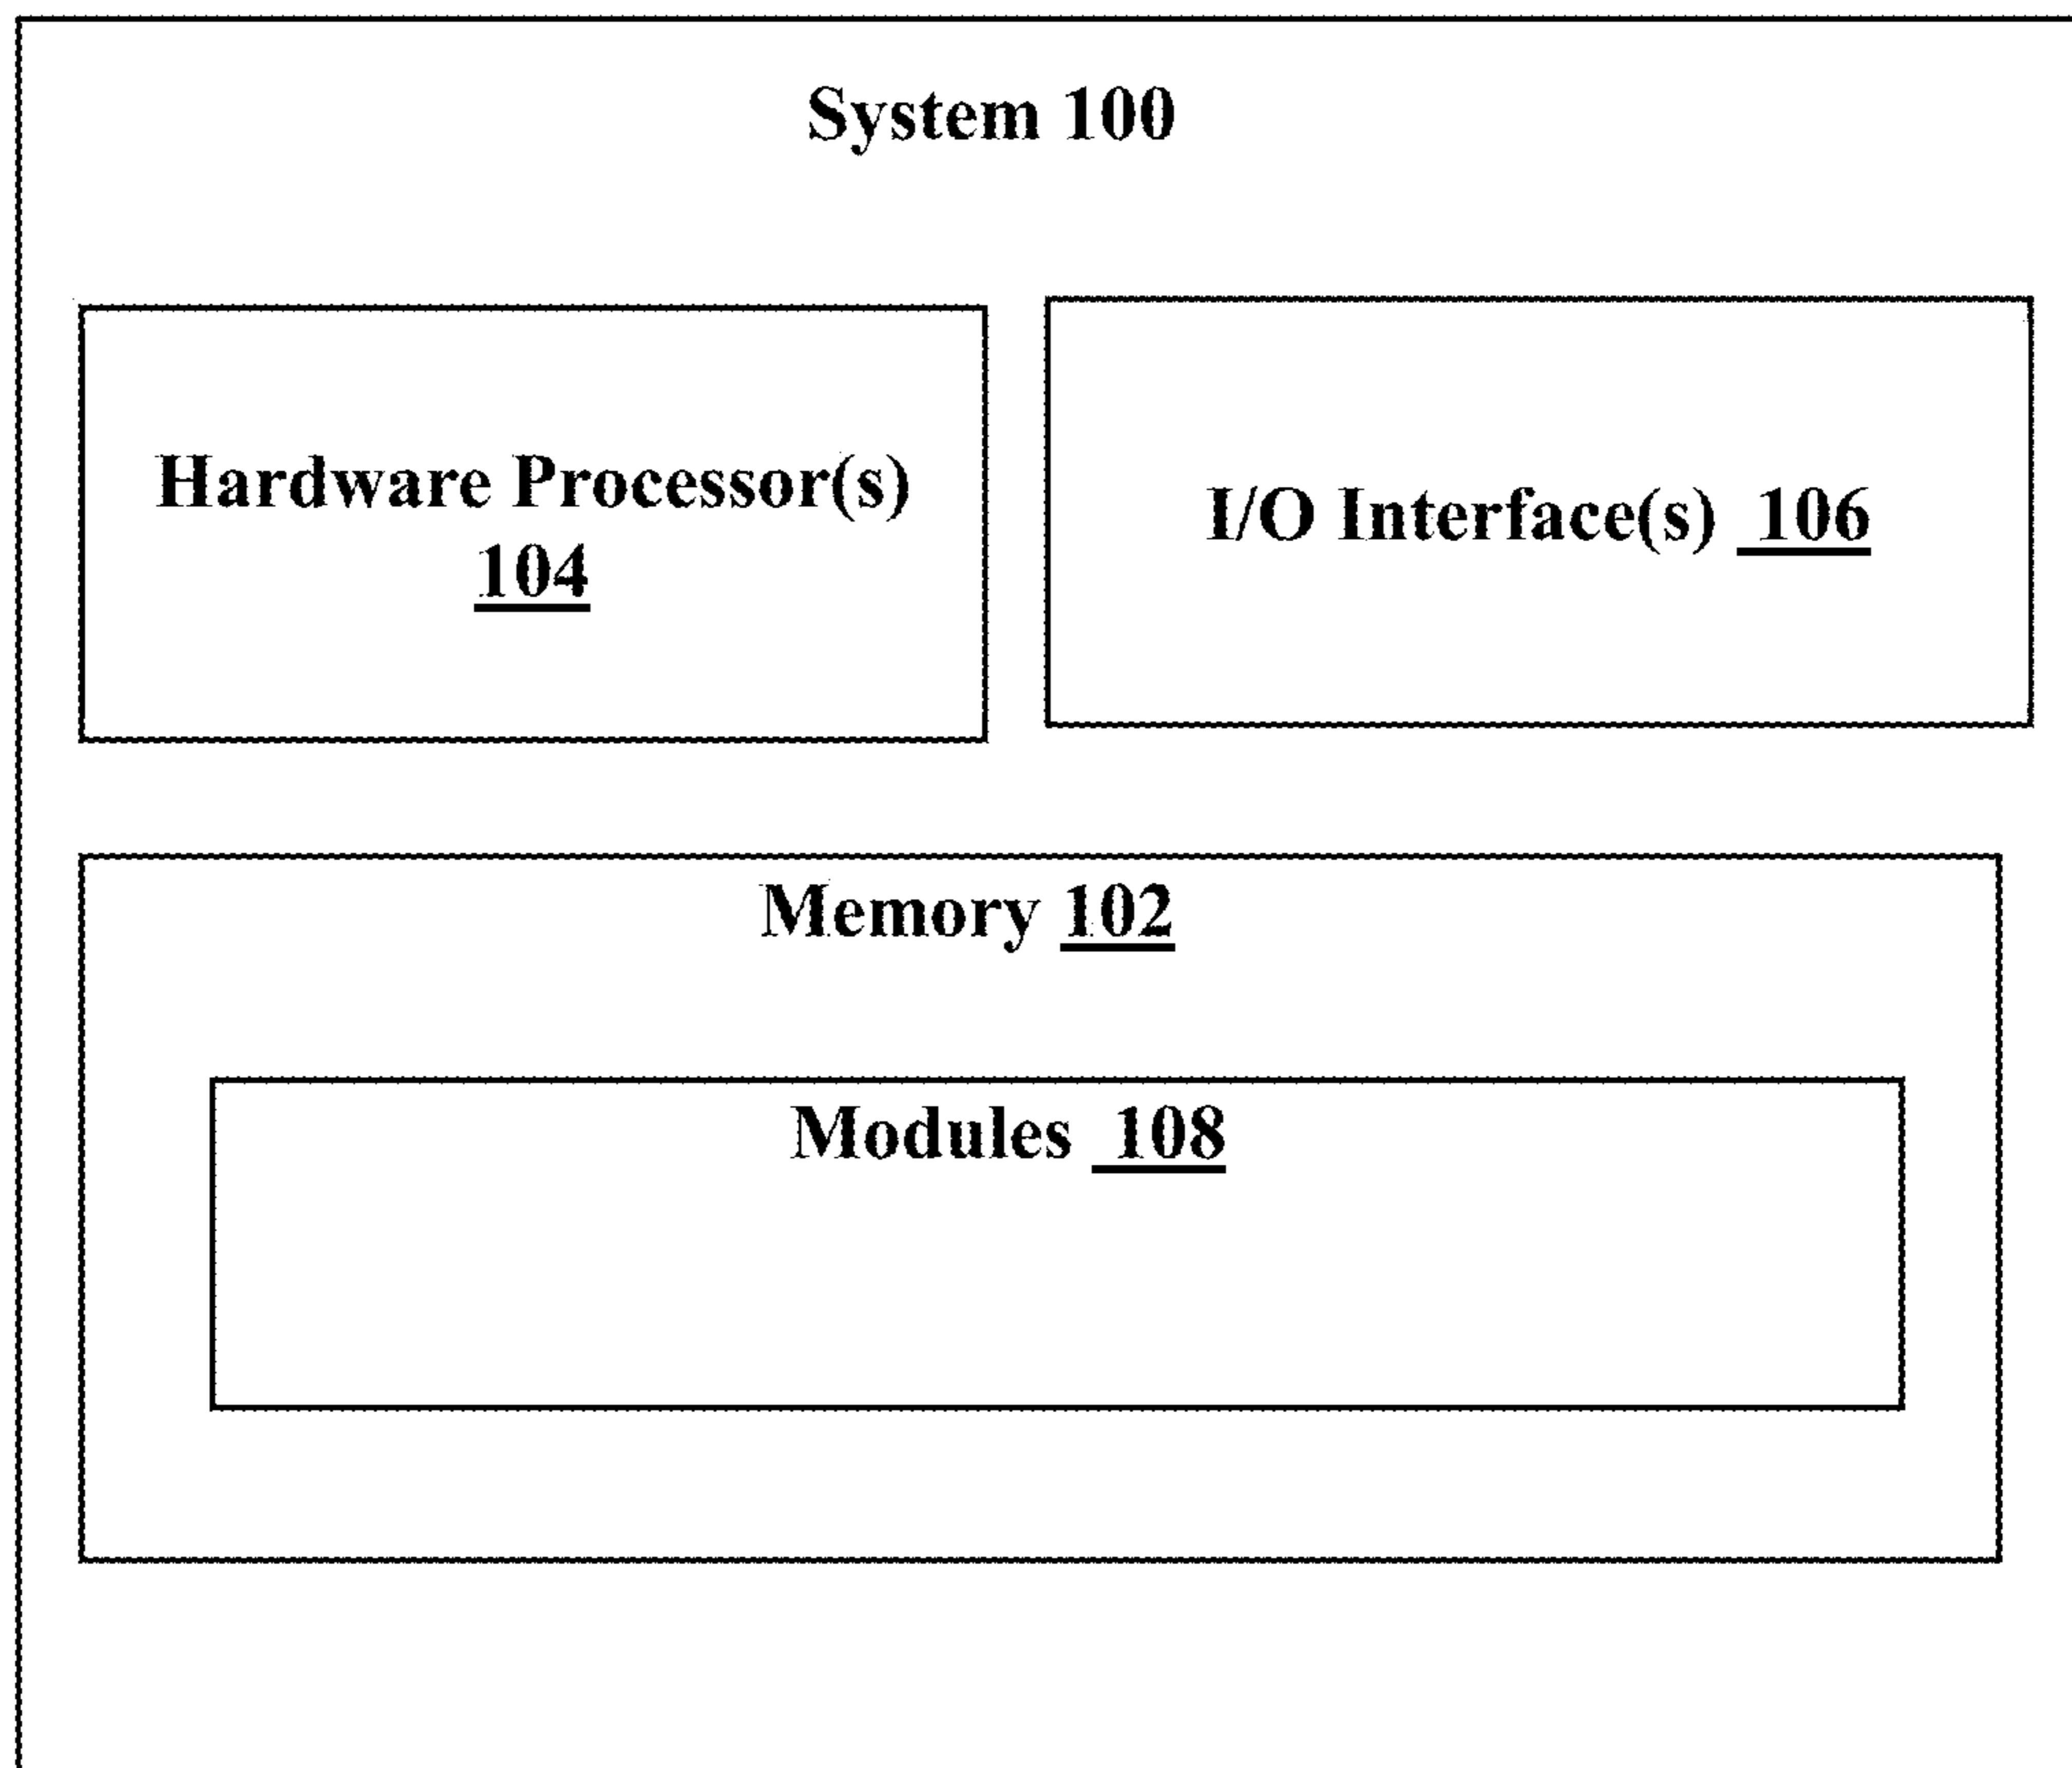 System 100
Hardware Processor(s)
104
I/O Interface(s) 106
Memory 102
Modules 108